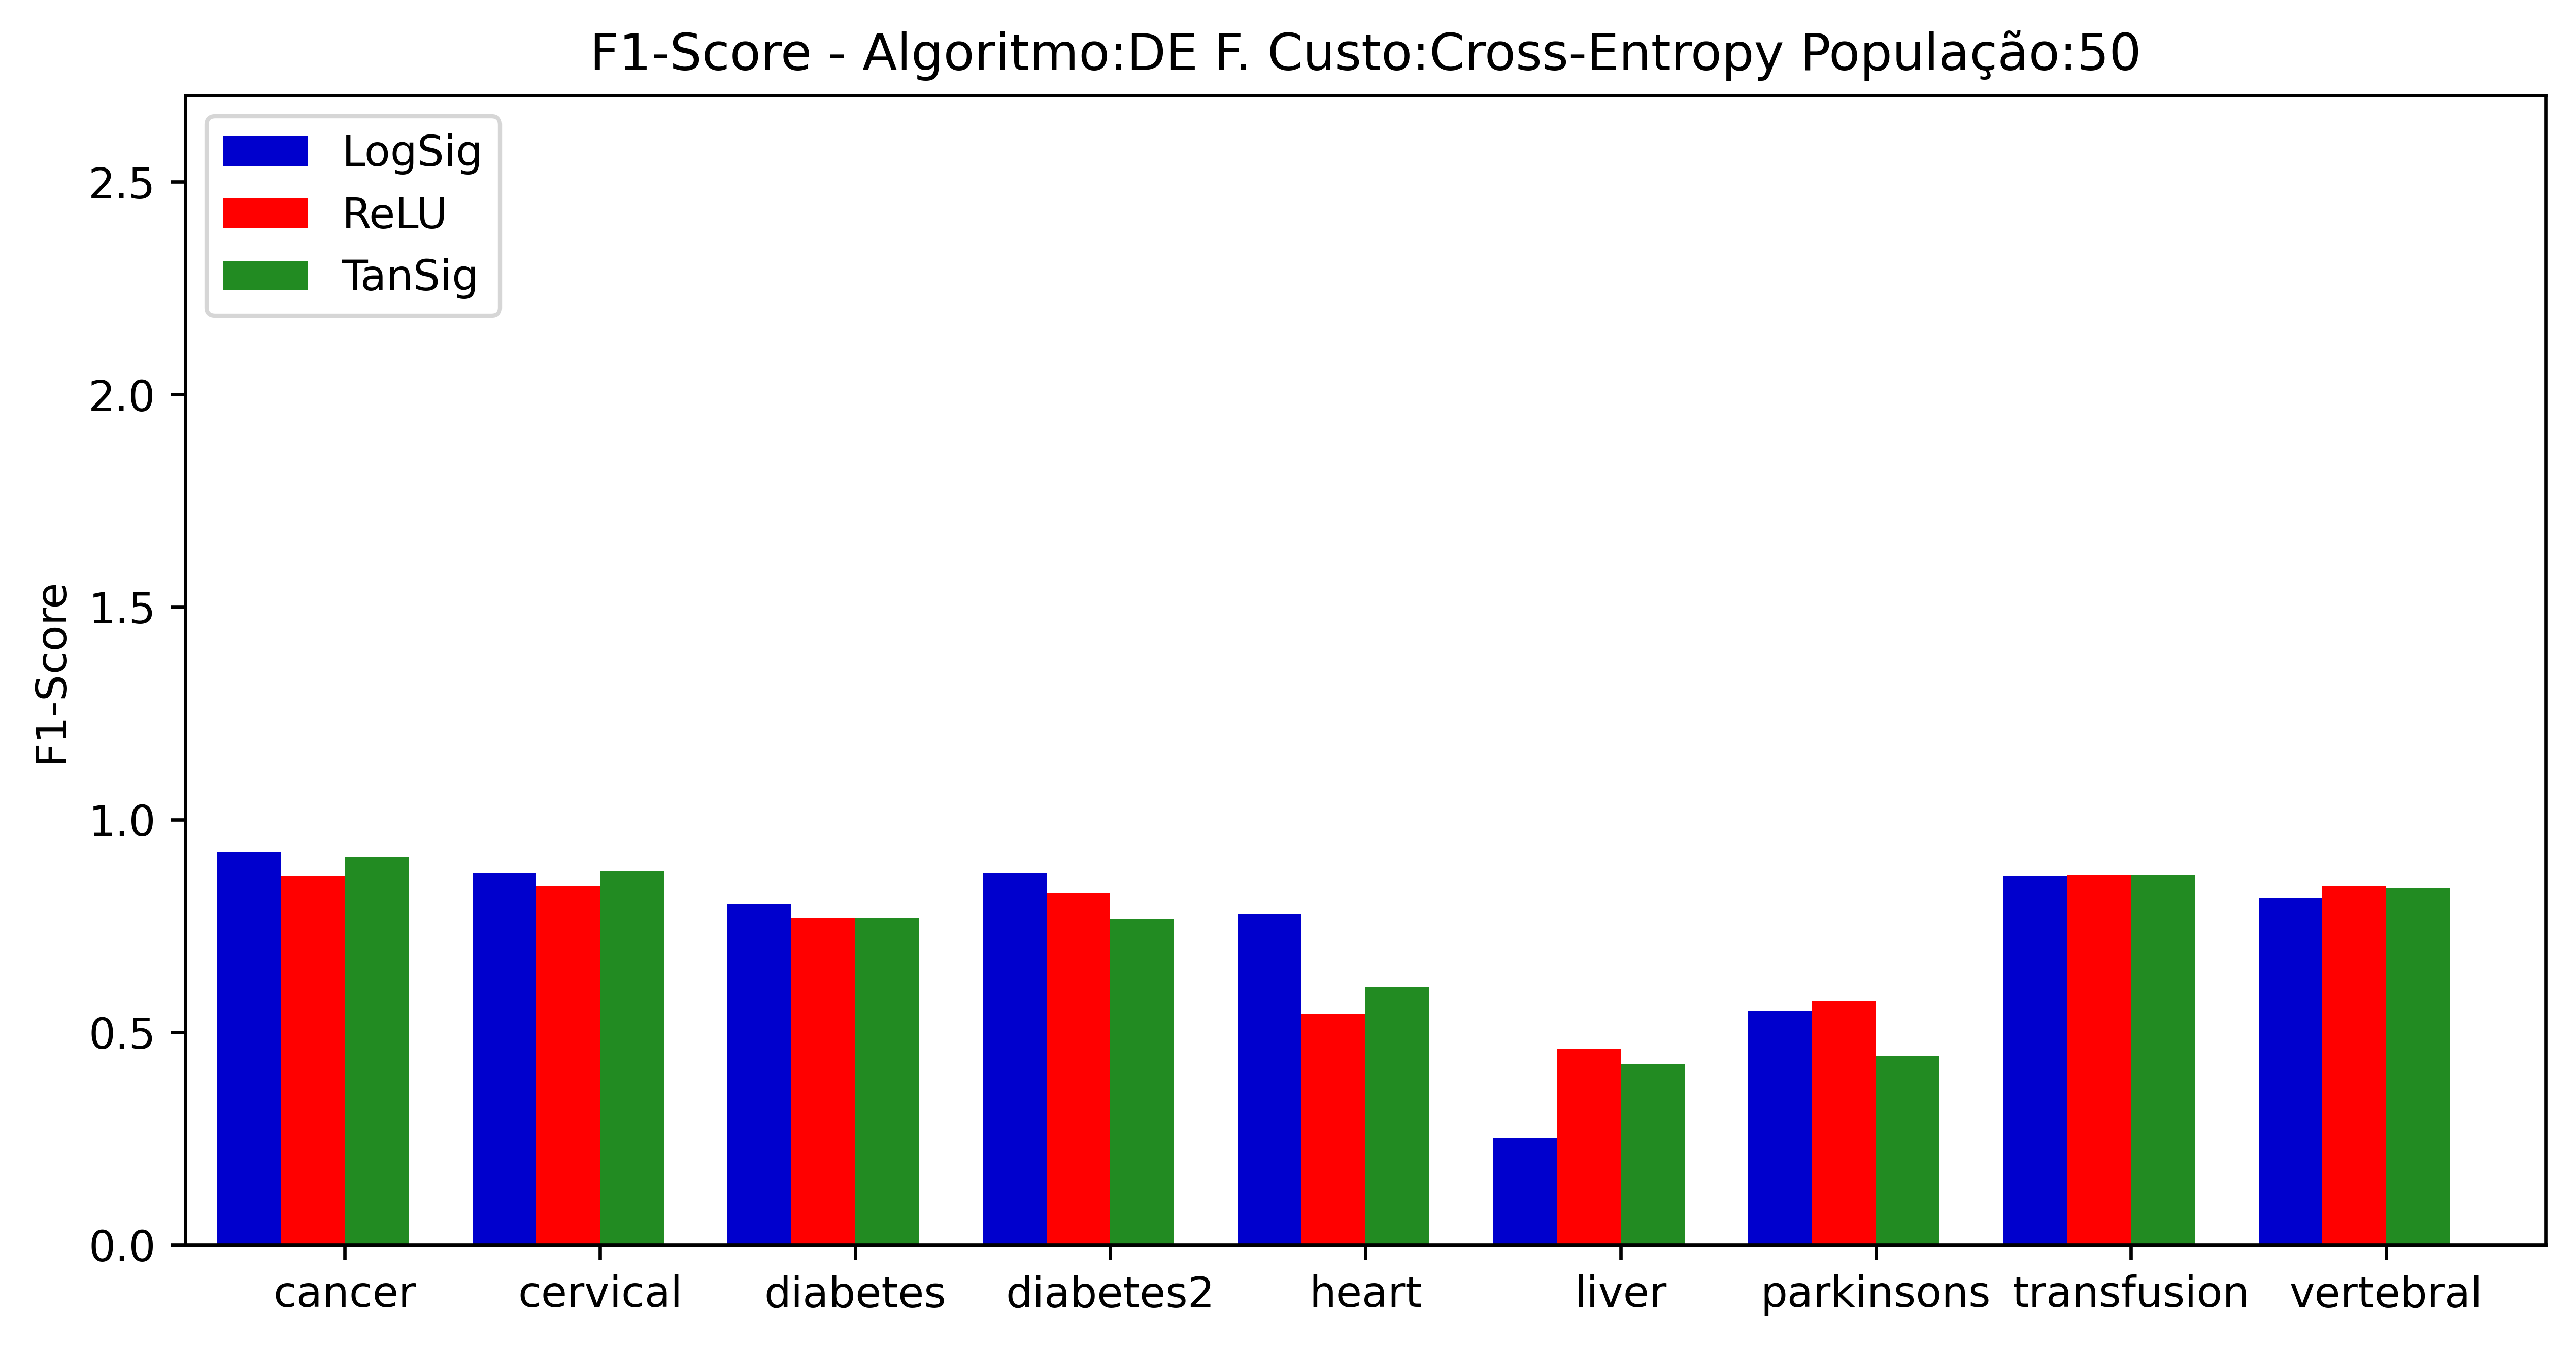 F1-Score - Algoritmo:DE F. Custo:Cross-Entropy População:50
LogSig
ReLU
TanSig
F1-Score
2.5
2.0
1.5
1.0
0.5
0.0
cancer cervical diabetes diabetes2 heart liver parkinsons transfusion vertebral